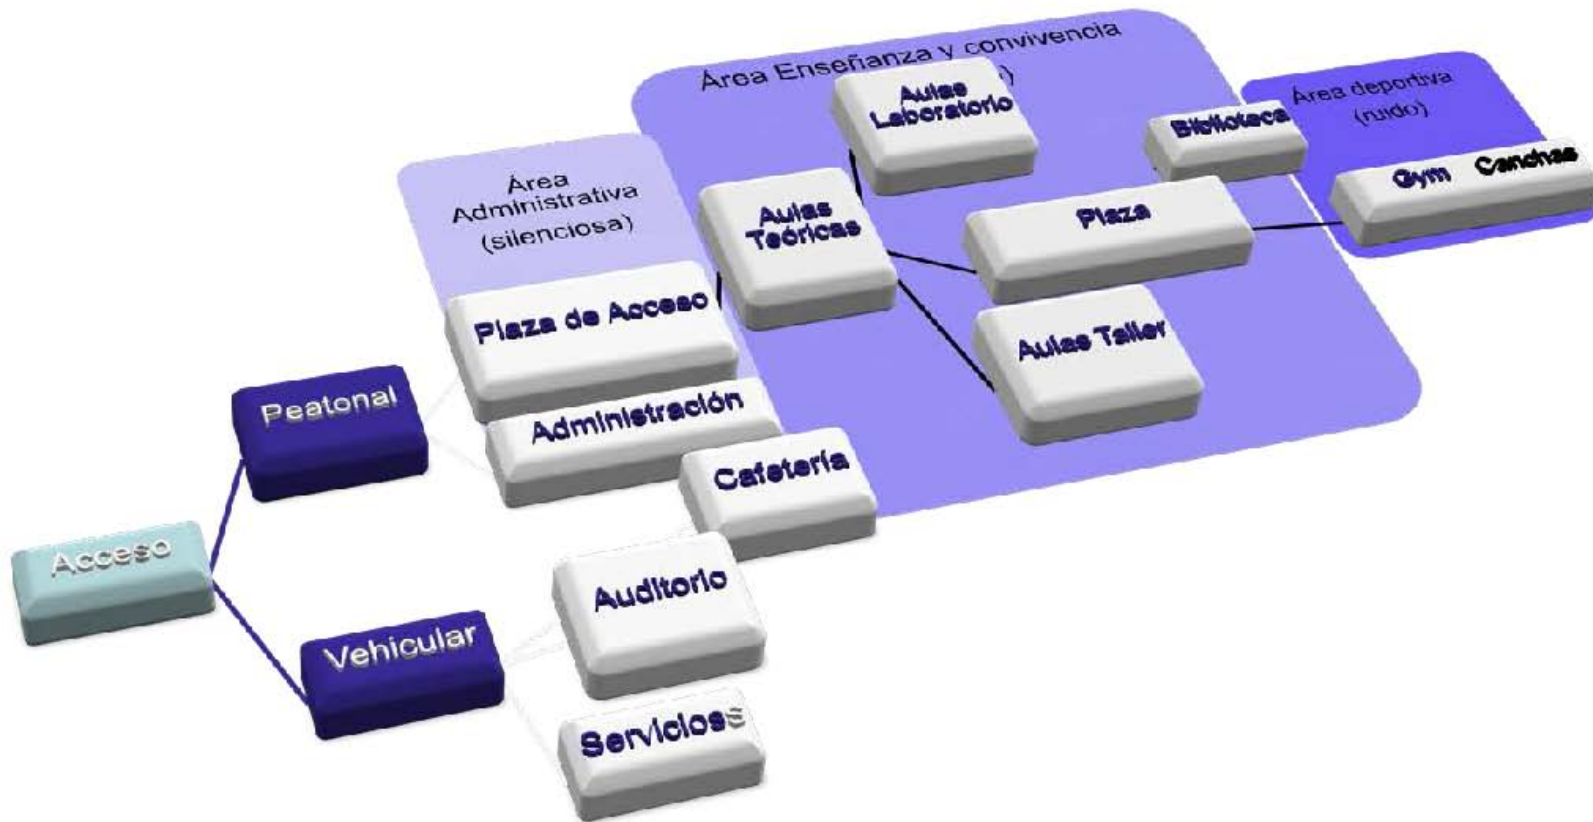 Área Enseñanza y convivencia
)
Área deportiva
(ruido)
Área
Administrativa
(silenciosa)
Aulas
Laboratorio
Biblioteca
Gym Canchas
Aulas
Teóricas
Plaza
Plaza de Acceso
Aulas Taller
Peatonal
Administración
Cafetería
Acceso
Auditorio
Vehicular
Servicioss